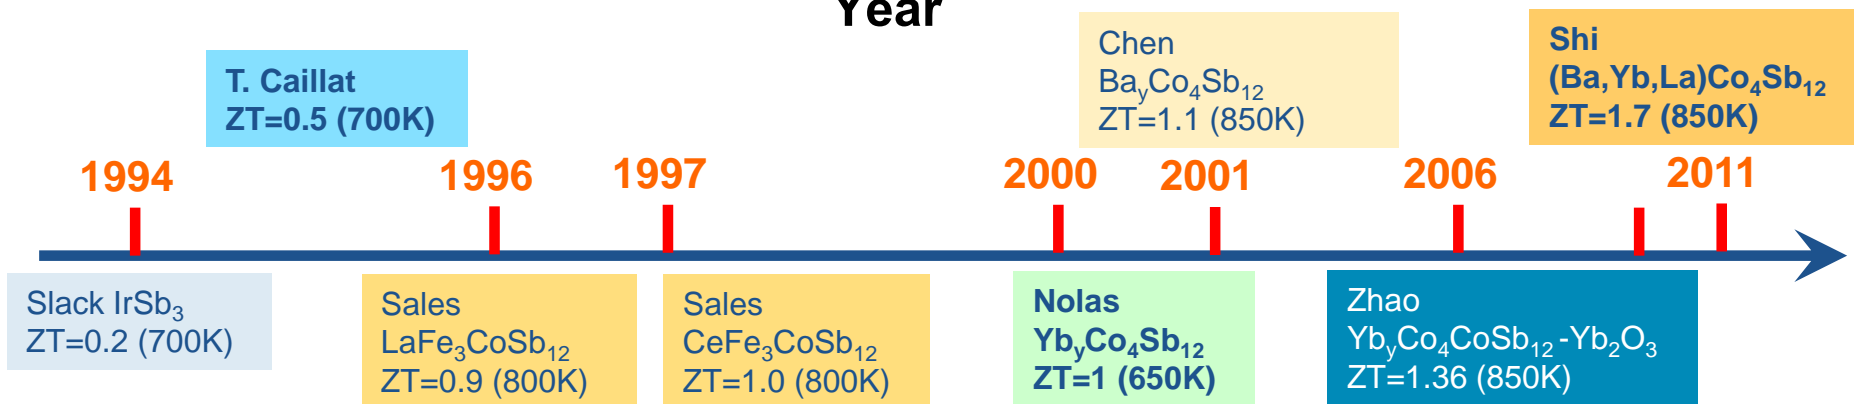 Year
T. Caillat
ZT=0.5 (700K)
Chen
BayCo4Sb12
ZT=1.1 (850K)
Shi
(Ba,Yb,La)Co4Sb12
ZT=1.7 (850K)
1994
1996
1997
2000
2001
2006
2011
Slack IrSb3
ZT=0.2 (700K)
Sales
LaFe3CoSb12
ZT=0.9 (800K)
Sales
CeFe3CoSb12
ZT=1.0 (800K)
Nolas
YbyCo4Sb12
ZT=1 (650K)
Zhao
YbyCo4CoSb12-Yb2O3
ZT=1.36 (850K)